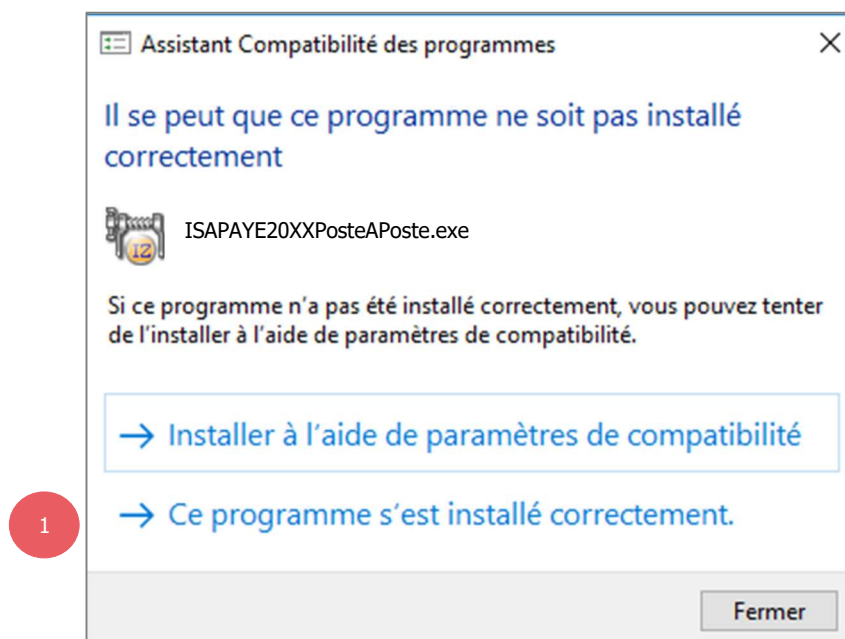 Assistant Compatibilité des programmes
Il se peut que ce programme ne soit pas installé
correctement
IZ
ISAPAYE20XXPosteAPoste.exe
Si ce programme n’a pas été installé correctement, vous pouvez tenter
de l’installer à l’aide de paramètres de compatibilité.
→ Installer à l’aide de paramètres de compatibilité
1
→ Ce programme s’est installé correctement.
Fermer